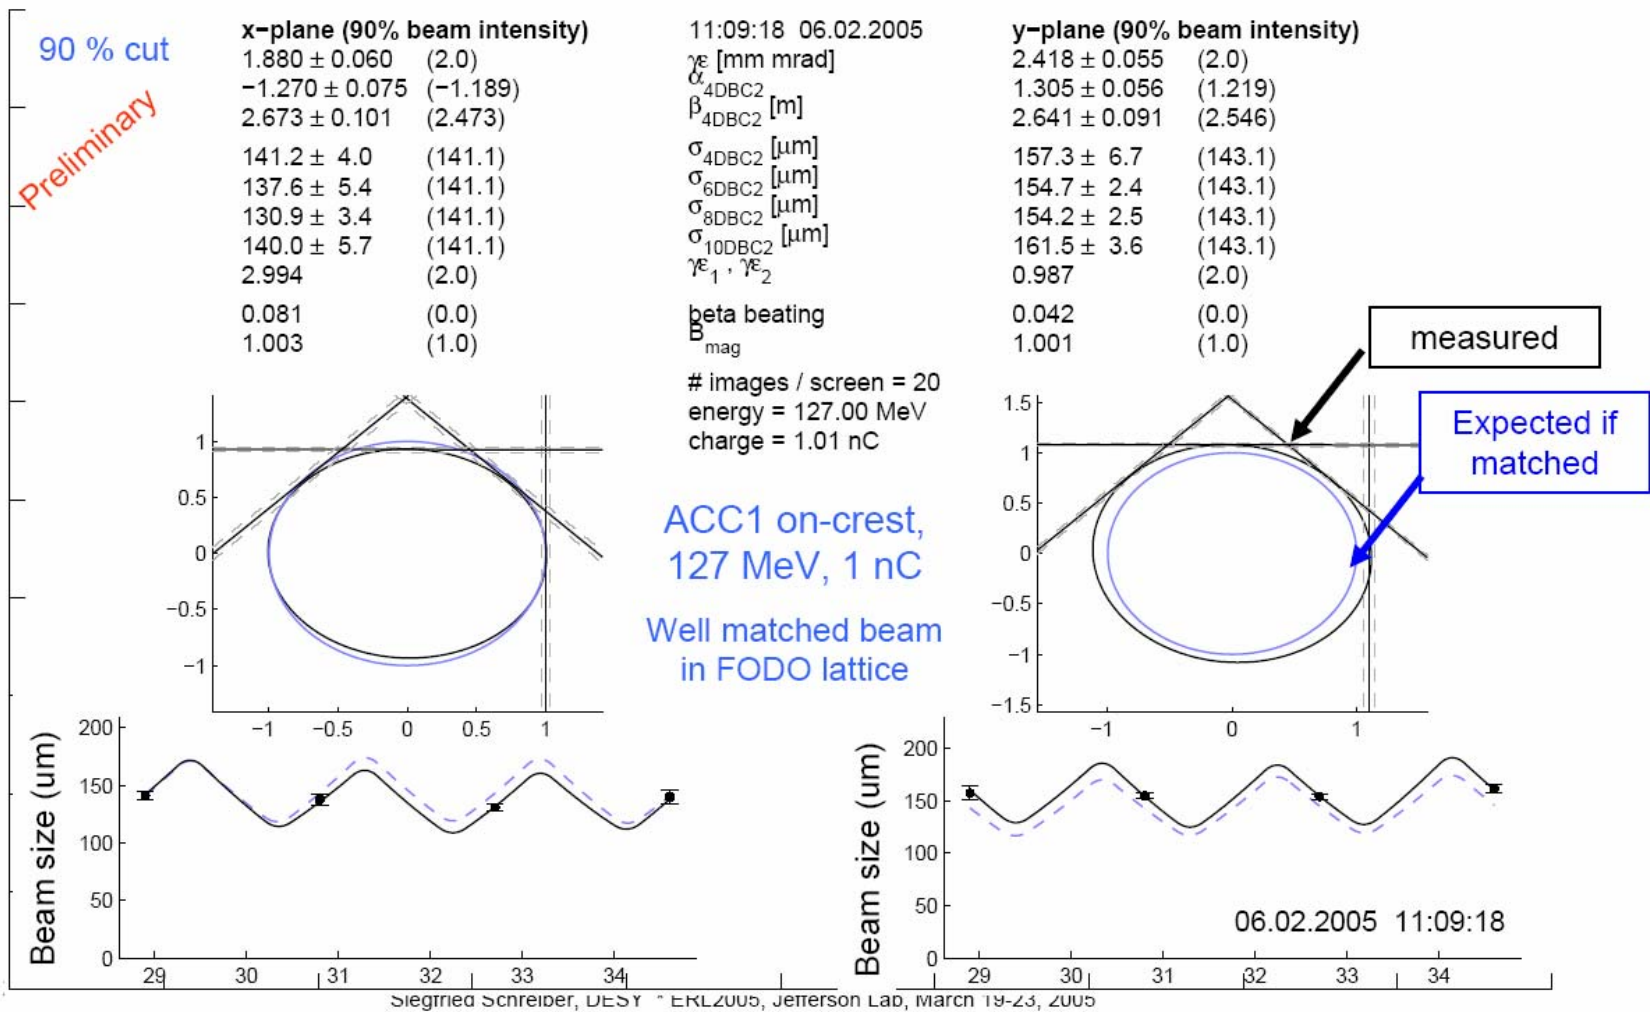 90 % cut
Preliminary
x−plane (90% beam intensity)
11:09:18 06.02.2005
y−plane (90% beam intensity)
1.880 ± 0.060 (2.0)
γε [mm mrad]
2.418 ± 0.055 (2.0)
−1.270 ± 0.075 (−1.189)
α4DBC2
1.305 ± 0.056 (1.219)
2.673 ± 0.101 (2.473)
β4DBC2 [m]
2.641 ± 0.091 (2.546)
141.2 ± 4.0 (141.1)
σ4DBC2 [μm]
157.3 ± 6.7 (143.1)
137.6 ± 5.4 (141.1)
σ6DBC2 [μm]
154.7 ± 2.4 (143.1)
130.9 ± 3.4 (141.1)
σ8DBC2 [μm]
154.2 ± 2.5 (143.1)
140.0 ± 5.7 (141.1)
σ10DBC2 [μm]
161.5 ± 3.6 (143.1)
2.994 (2.0)
γε1 , γε2
0.987 (2.0)
0.081 (0.0)
beta beating
0.042 (0.0)
1.003 (1.0)
Bmag
1.001 (1.0)
# images / screen = 20
energy = 127.00 MeV
charge = 1.01 nC
measured
Expected if
matched
ACC1 on-crest,
127 MeV, 1 nC
Well matched beam
in FODO lattice
1
0.5
0
−0.5
−1
−1 −0.5 0 0.5 1
1.5
1
0.5
0
−0.5
−1
−1.5
−1 0 1
Beam size (um)
200
150
100
50
0
29 30 31 32 33 34
Beam size (um)
200
150
100
50
0
29 30 31 32 33 34
06.02.2005 11:09:18
Siegfried Schreiber, DESY * ERL2005, Jefferson Lab, March 19-23, 2005